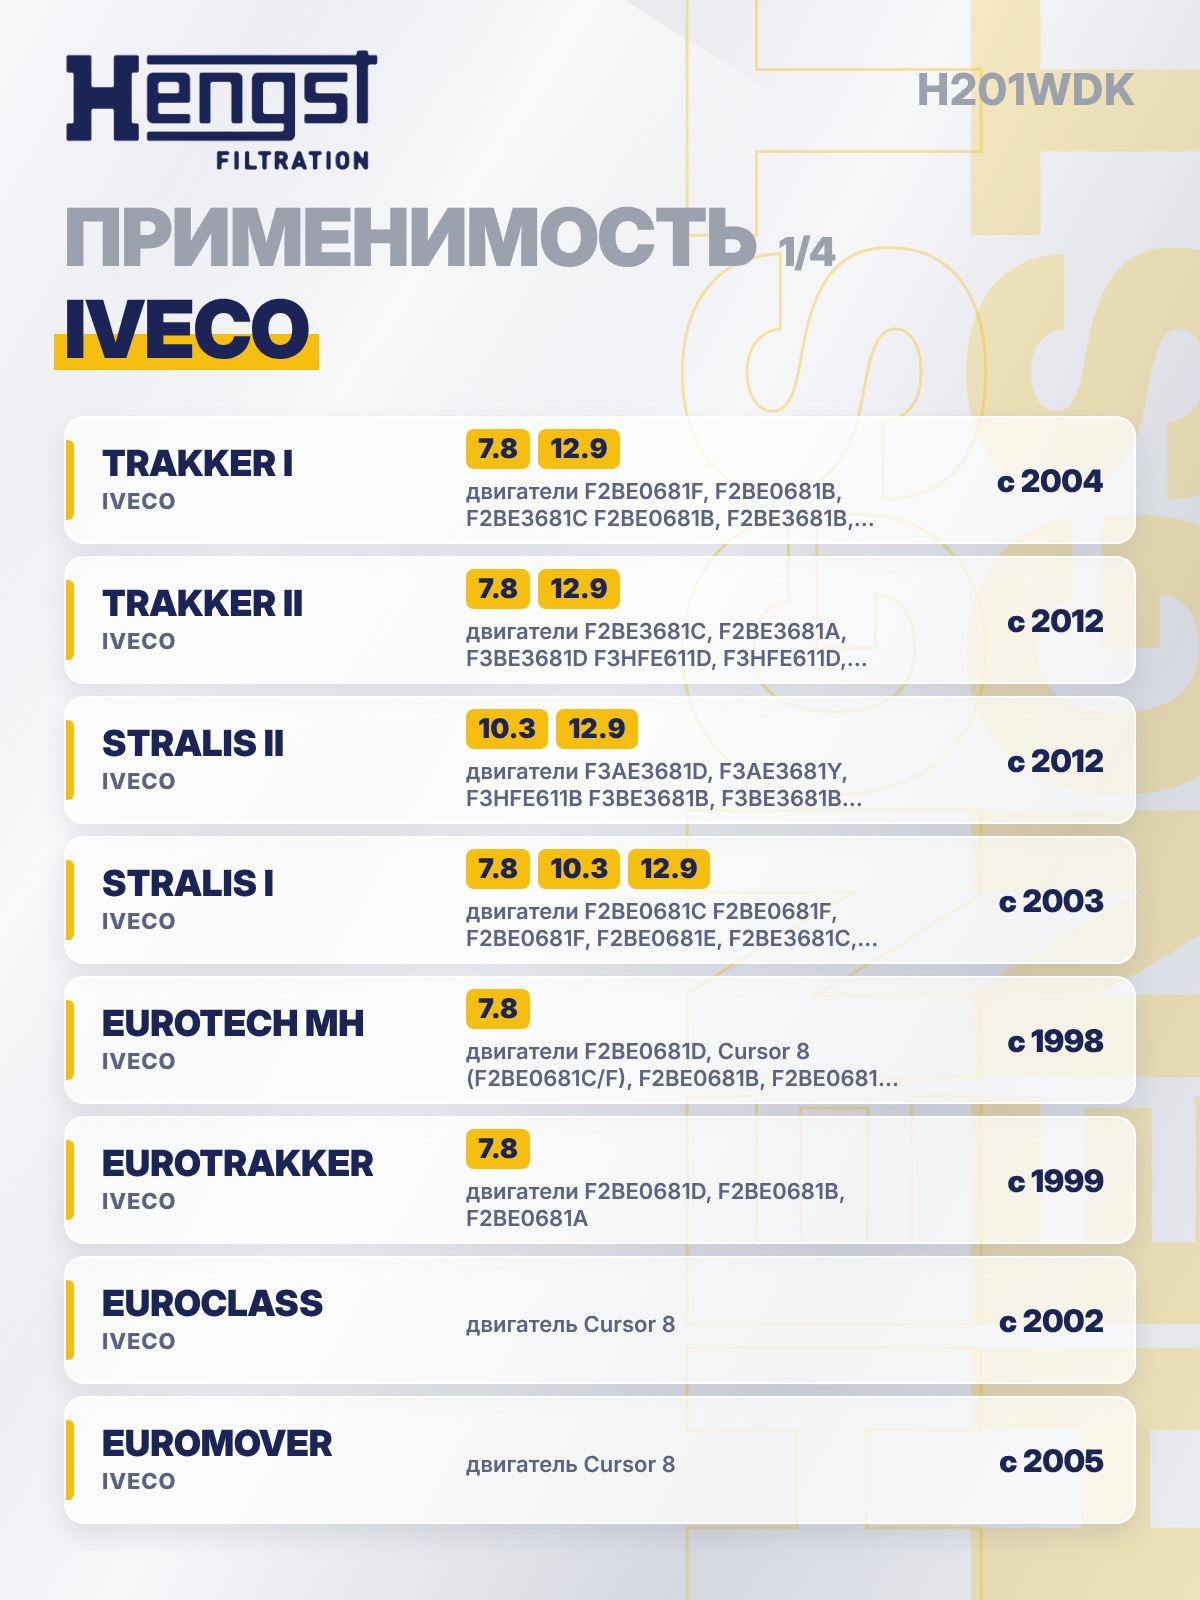 Hengst
FILTRATION
H201WDK
ПРИМЕНИМОСТЬ 1/4
IVECO
TRAKKER I
IVECO
7.8 12.9
двигатели F2BE0681F, F2BE0681B,
F2BE3681C F2BE0681B, F2BE3681B,...
с 2004
TRAKKER II
IVECO
7.8 12.9
двигатели F2BE3681C, F2BE3681A,
F3BE3681D F3HFE611D, F3HFE611D,...
с 2012
STRALIS II
IVECO
10.3 12.9
двигатели F3AE3681D, F3AE3681Y,
F3HFE611B F3BE3681B, F3BE3681B...
с 2012
STRALIS I
IVECO
7.8 10.3 12.9
двигатели F2BE0681C F2BE0681F,
F2BE0681F, F2BE0681E, F2BE3681C,...
с 2003
EUROTECH MH
IVECO
7.8
двигатели F2BE0681D, Cursor 8
(F2BE0681C/F), F2BE0681B, F2BE0681...
с 1998
EUROTRAKKER
IVECO
7.8
двигатели F2BE0681D, F2BE0681B,
F2BE0681A
с 1999
EUROCLASS
IVECO
двигатель Cursor 8
с 2002
EUROMOVER
IVECO
двигатель Cursor 8
с 2005
HENGST
HENGST